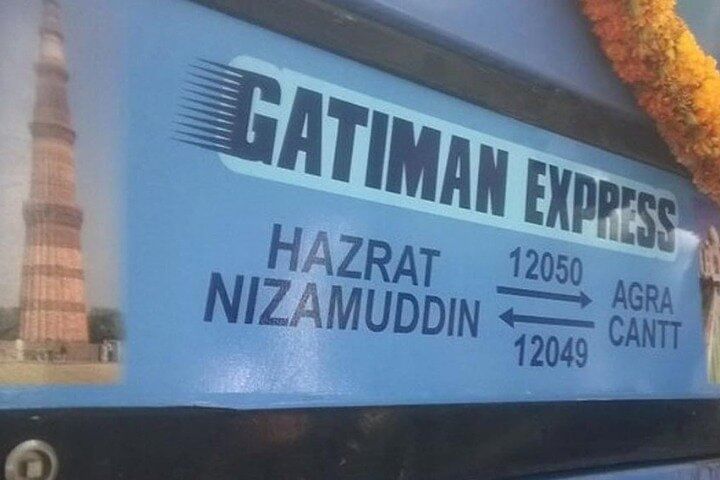 GATIMAN EXPRESS
HAZRAT
NIZAMUDDIN
12050
12049
AGRA
CANTT